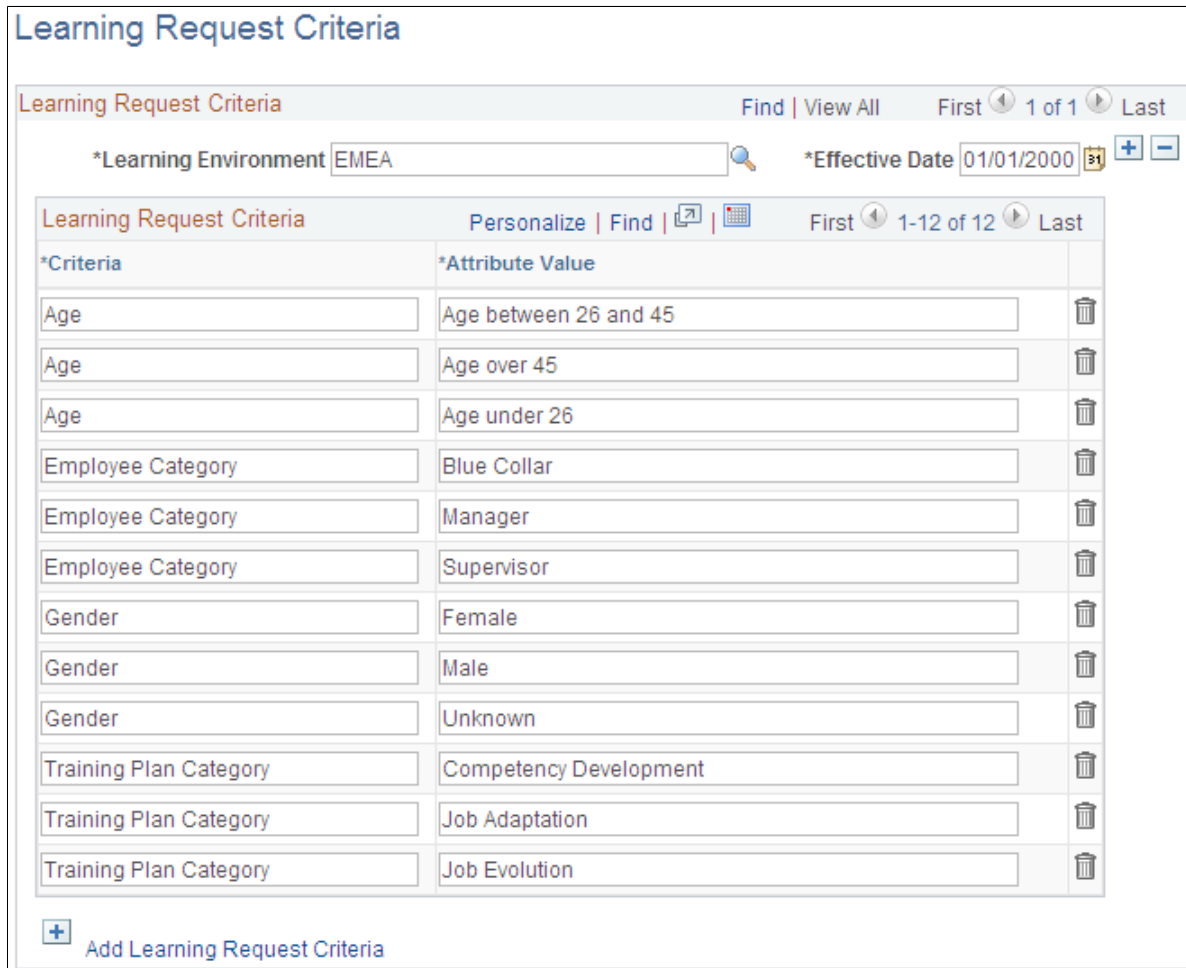 Learning Request Criteria
Learning Request Criteria Find | View All First 1 of 1 Last
*Learning Environment EMEA *Effective Date 01/01/2000 31
Learning Request Criteria Personalize | Find | | First 1-12 of 12 Last
*Criteria *Attribute Value
Age Age between 26 and 45
Age Age over 45
Age Age under 26
Employee Category Blue Collar
Employee Category Manager
Employee Category Supervisor
Gender Female
Gender Male
Gender Unknown
Training Plan Category Competency Development
Training Plan Category Job Adaptation
Training Plan Category Job Evolution
Add Learning Request Criteria